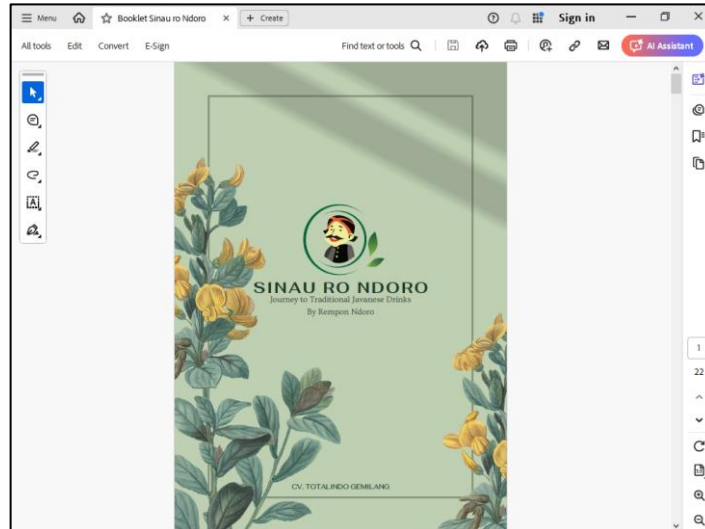 Menu
Booklet Sinau ro Ndoro
+ Create
Sign in
All tools Edit Convert E-Sign
Find text or tools
AI Assistant
SINAU RO NDORO
Journey to Traditional Javanese Drinks
By Rempon Ndoro
CV. TOTALINDO GEMILANG
1
22